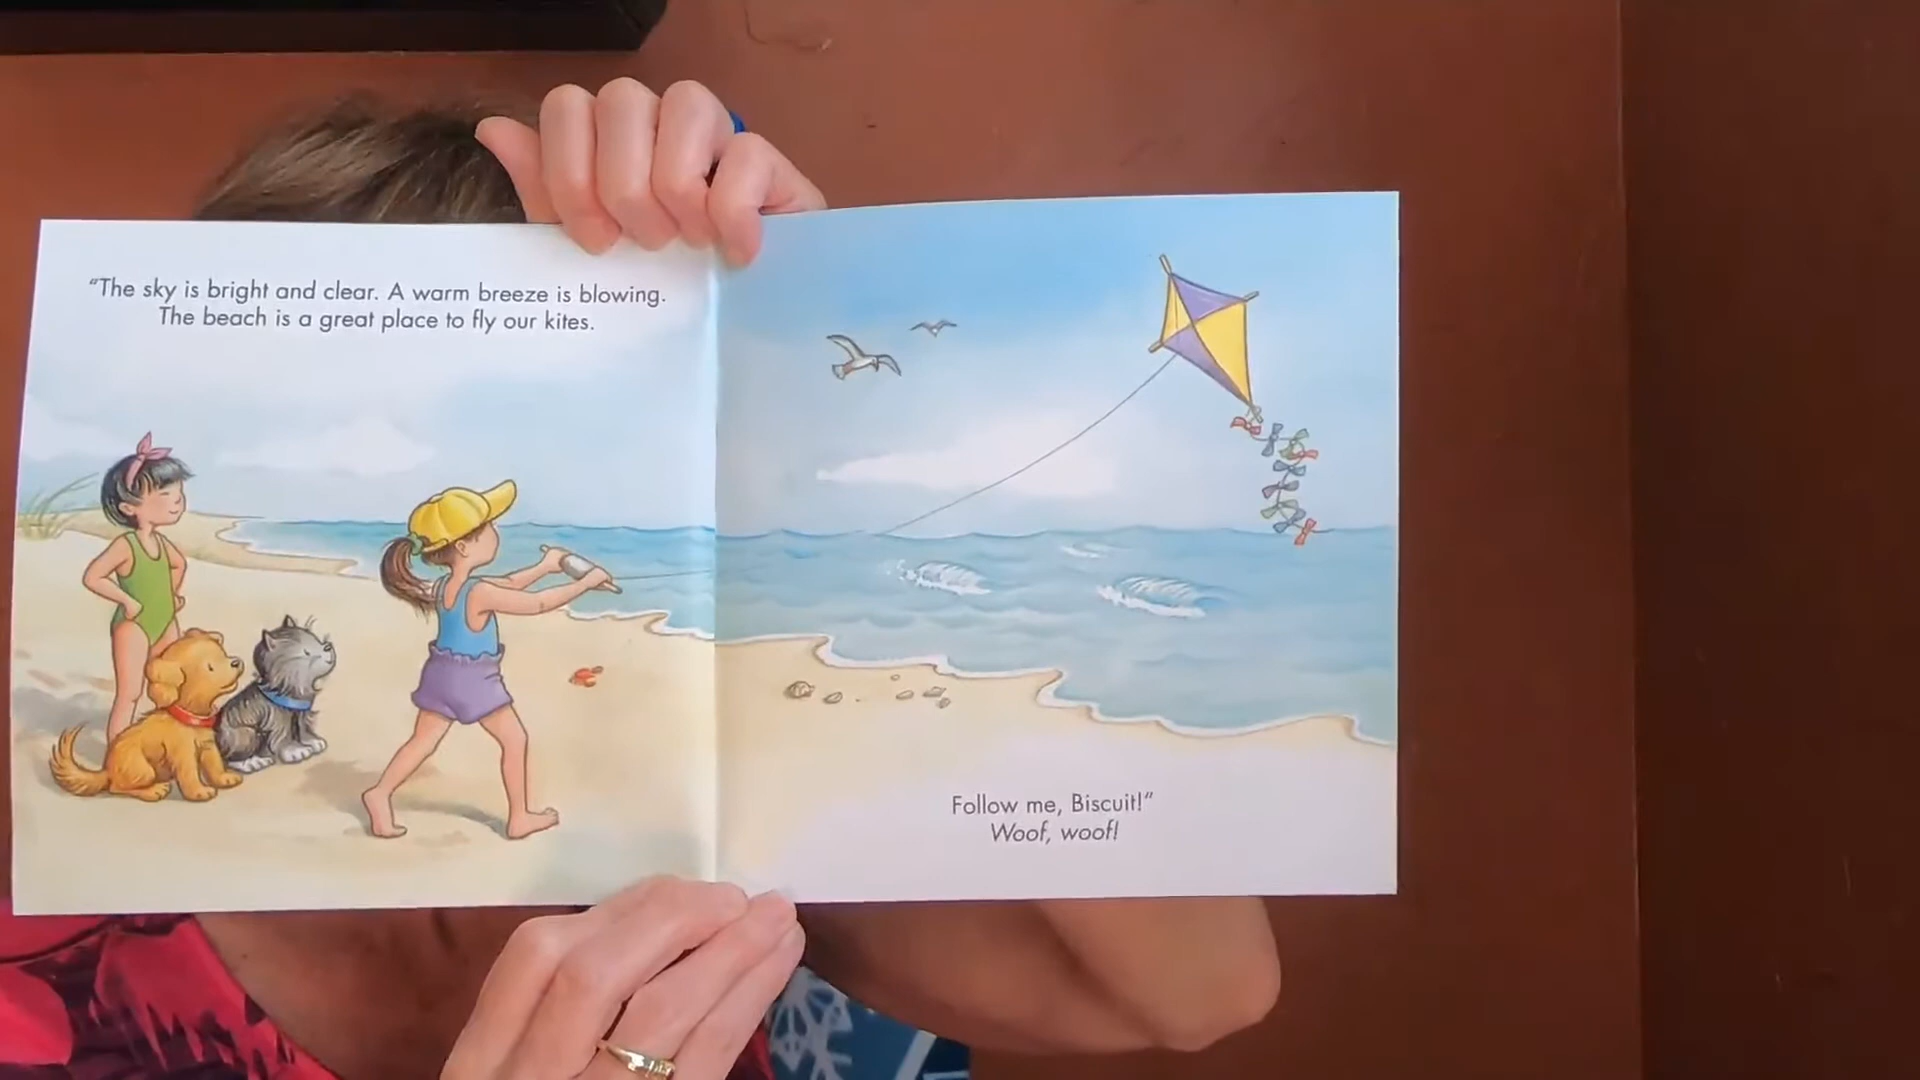 “The sky is bright and clear. A warm breeze is blowing.
The beach is a great place to fly our kites.
Follow me, Biscuit!”
Woof, woof!